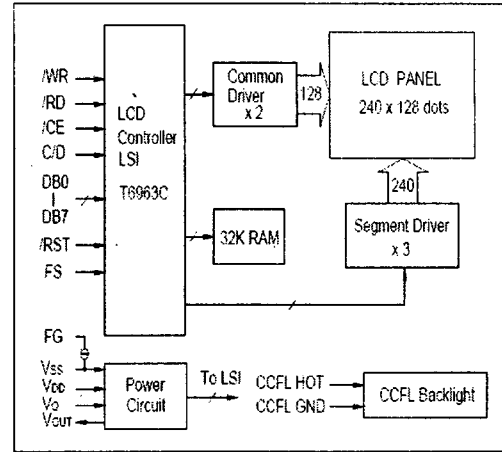 /WR
/RD
/CE
C/D
DB0
|
DB7
/RST
FS
LCD
Controller
LSI
T6963C
Common
Driver
x 2
128
LCD PANEL
240 x 128 dots
240
32K RAM
Segment Driver
x 3
FG
Vss
VDD
Vo
VOUT
Power
Circuit
To LSI
CCFL HOT
CCFL GND
CCFL Backlight